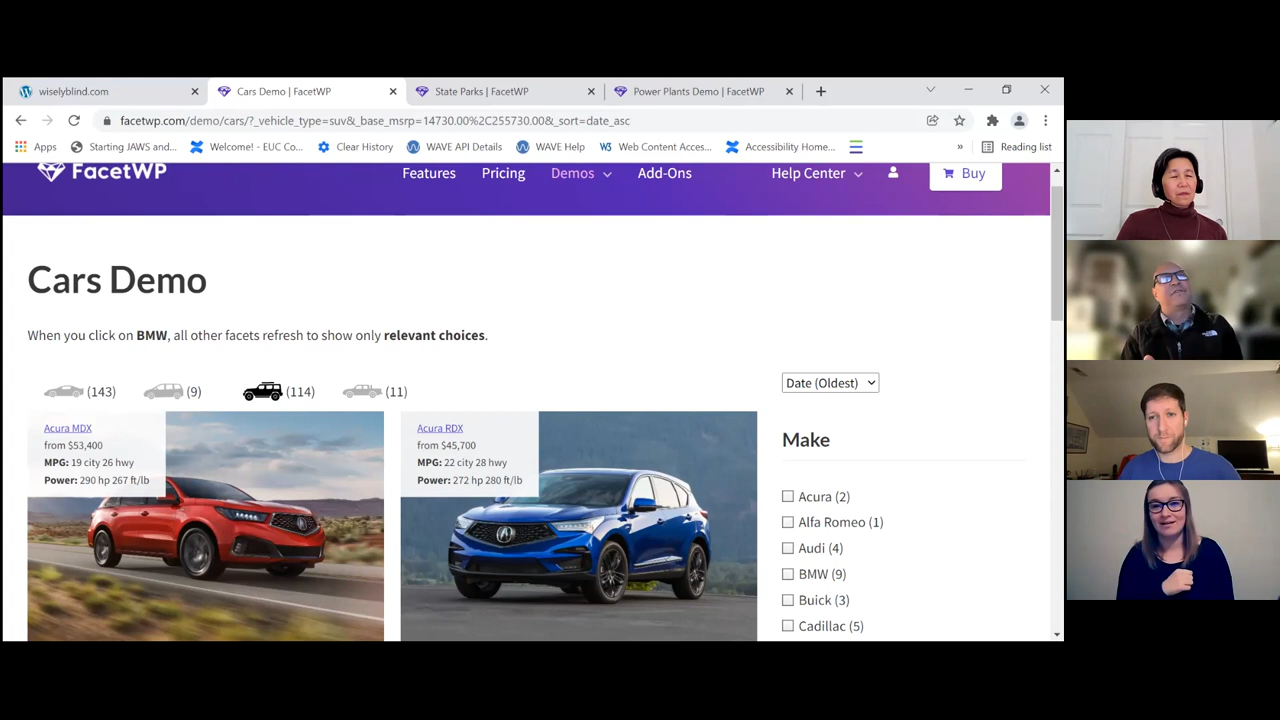 wiselyblind.com
Cars Demo | FacetWP
State Parks | FacetWP
Power Plants Demo | FacetWP
facetwp.com/demo/cars/?_vehicle_type=suv&_base_msrp=14730.00%2C255730.00&_sort=date_asc
Apps
Starting JAWS and...
Welcome! - EUC Co...
Clear History
WAVE API Details
WAVE Help
W3 Web Content Acces...
Accessibility Home...
»
Reading list
FacetWP
Features
Pricing
Demos
Add-Ons
Help Center
Buy
Cars Demo
When you click on BMW, all other facets refresh to show only relevant choices.
(143)
(9)
(114)
(11)
Date (Oldest)
Acura MDX
from $53,400
MPG: 19 city 26 hwy
Power: 290 hp 267 ft/lb
Acura RDX
from $45,700
MPG: 22 city 28 hwy
Power: 272 hp 280 ft/lb
Make
Acura (2)
Alfa Romeo (1)
Audi (4)
BMW (9)
Buick (3)
Cadillac (5)